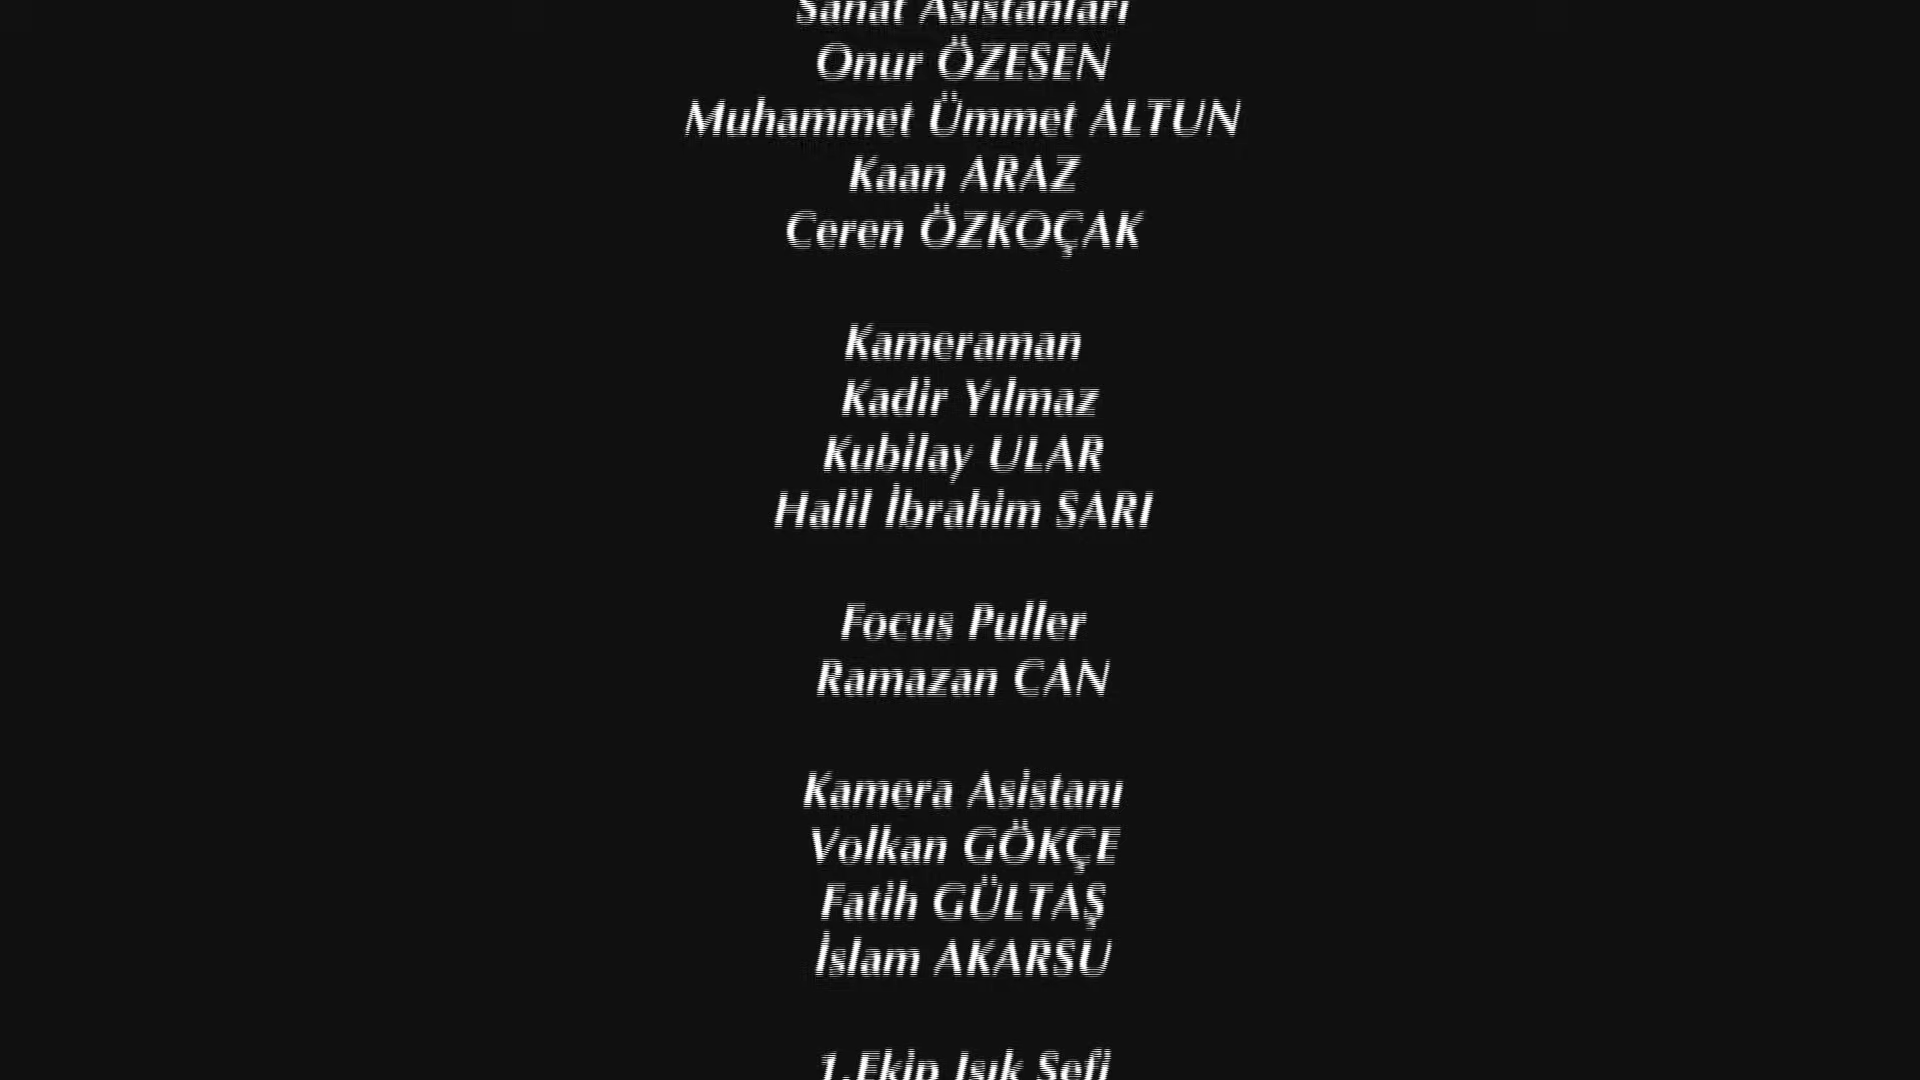 Sanat Asistanları
Onur ÖZESEN
Muhammet Ümmet ALTUN
Kaan ARAZ
Ceren ÖZKOÇAK
Kameraman
Kadir Yılmaz
Kubilay ULAR
Halil İbrahim SARI
Focus Puller
Ramazan CAN
Kamera Asistanı
Volkan GÖKÇE
Fatih GÜLTAŞ
İslam AKARSU
1.Ekip Işık Şefi